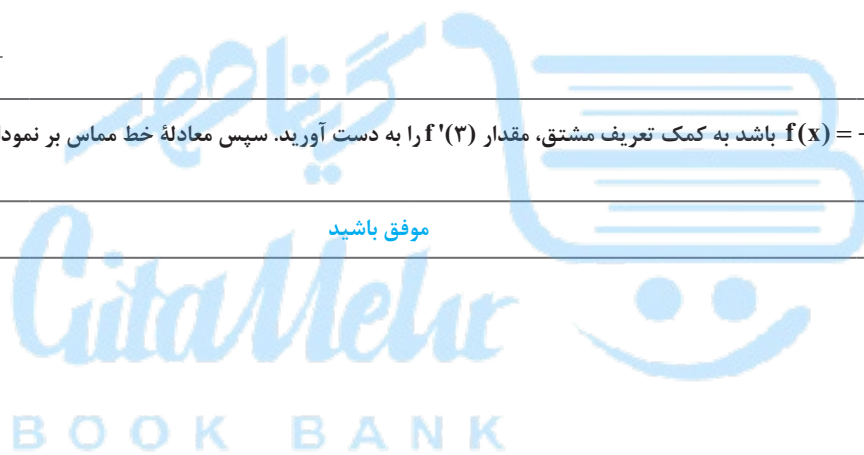 گیتامهر
f(x) = - باشد به کمک تعریف مشتق، مقدار f'(۳) را به دست آورید. سپس معادلهٔ خط مماس بر
موفق باشید
GitaMehr
BOOK BANK